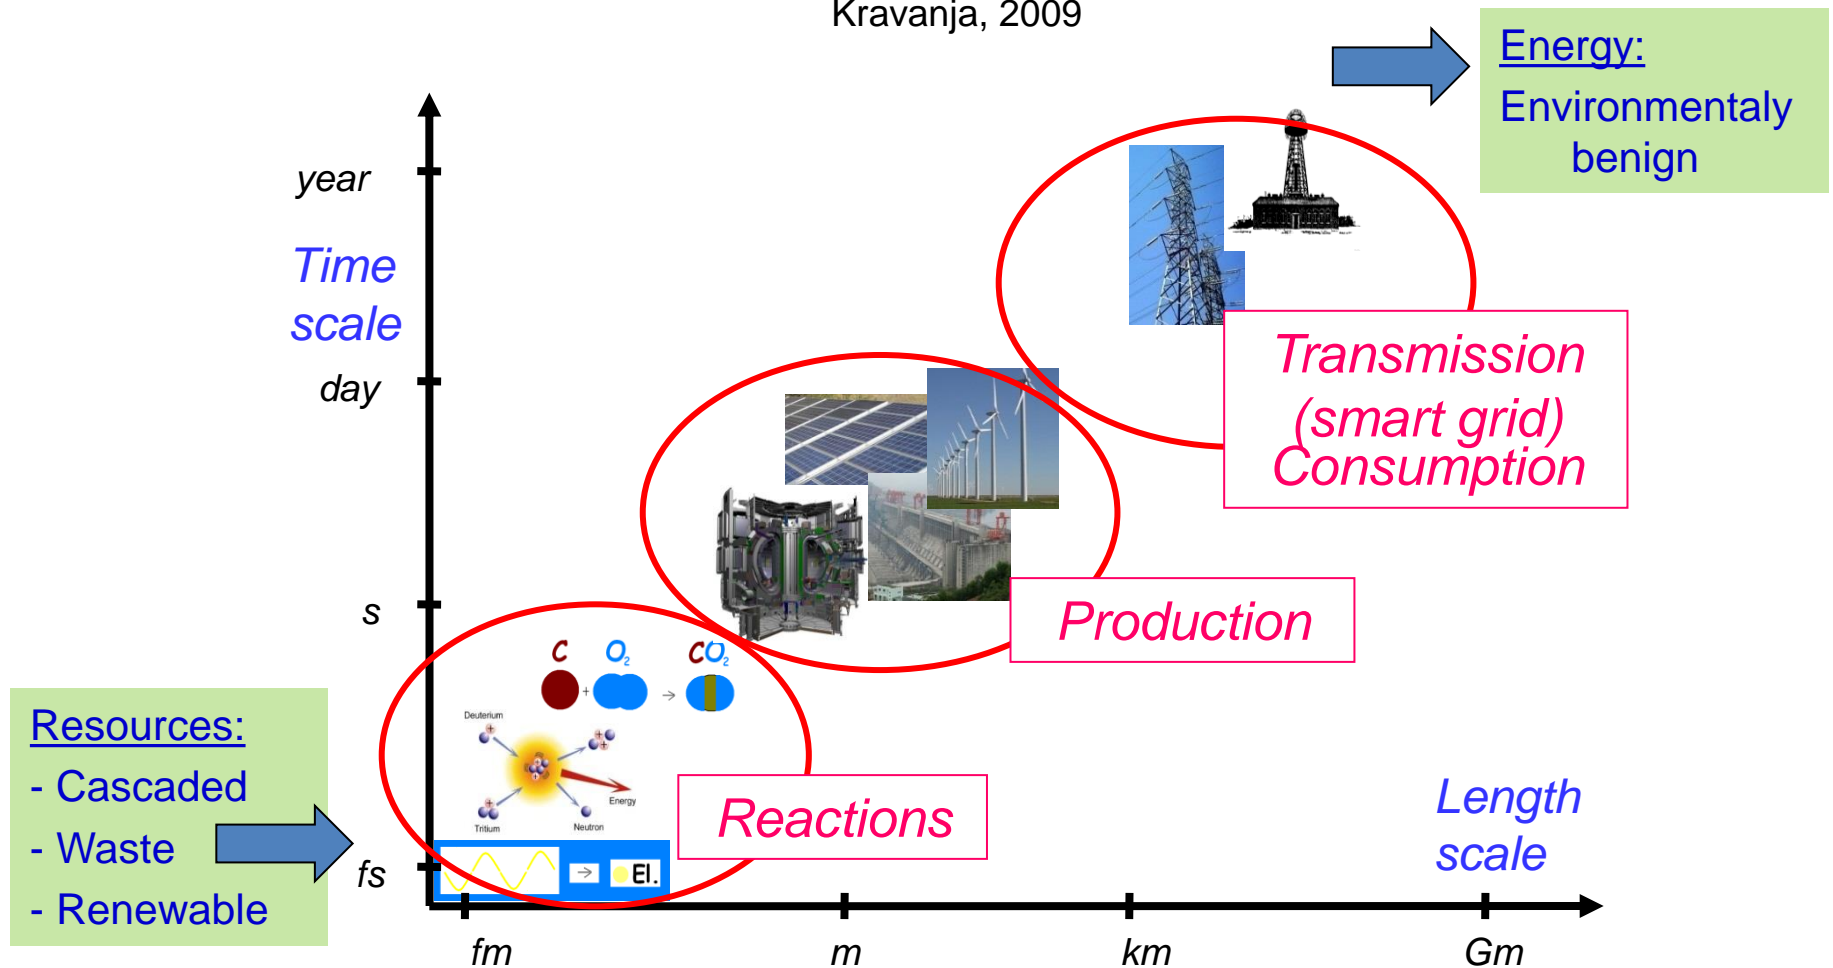 Kravanja, 2009
Energy:
Environmentaly
benign
year
Time
scale
day
s
fs
Transmission
(smart grid)
Consumption
Production
C
O₂
CO₂
+
→
Deuterium
Energy
Tritium
Neutron
Reactions
→
El.
Resources:
- Cascaded
- Waste
- Renewable
Length
scale
fm
m
km
Gm